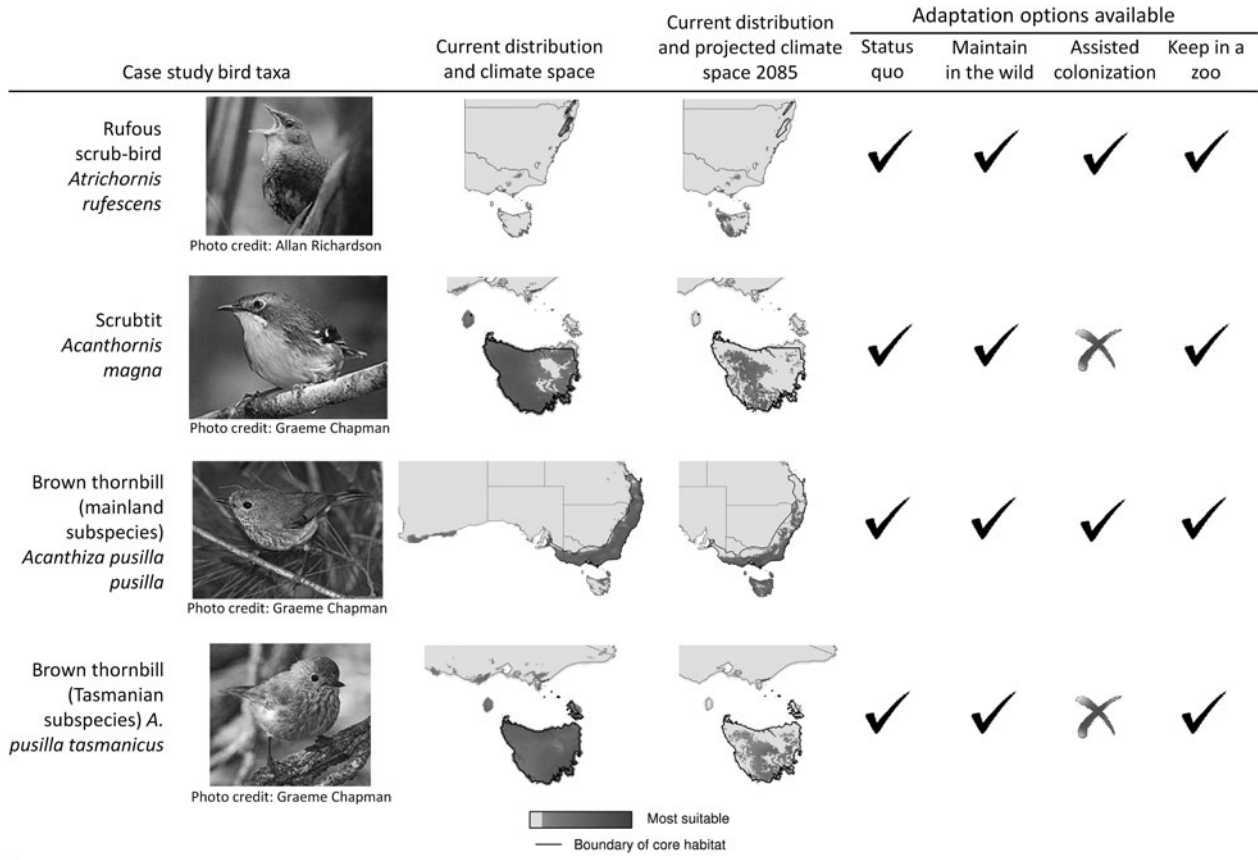 Adaptation options available
Case study bird taxa
Current distribution
and climate space
Current distribution
and projected climate
space 2085
Status
quo
Maintain
in the wild
Assisted
colonization
Keep in a
zoo
Rufous
scrub-bird
Atrichornis
rufescens
Photo credit: Allan Richardson
Scrubtit
Acanthornis
magna
Photo credit: Graeme Chapman
Brown thornbill
(mainland
subspecies)
Acanthiza pusilla
pusilla
Photo credit: Graeme Chapman
Brown thornbill
(Tasmanian
subspecies) A.
pusilla tasmanicus
Photo credit: Graeme Chapman
Most suitable
Boundary of core habitat